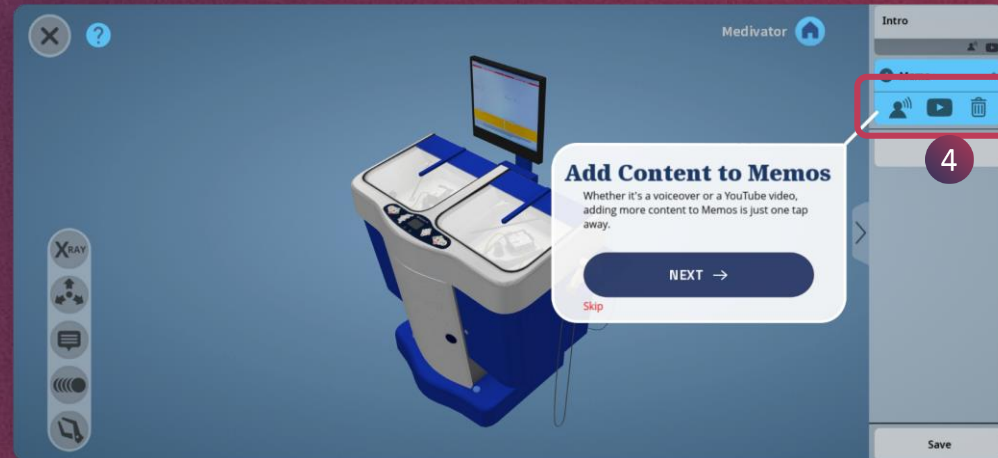 Medivator
Intro
Memo
4
Add Content to Memos
Whether it's a voiceover or a YouTube video,
adding more content to Memos is just one tap
away.
NEXT →
Skip
XRAY
Save